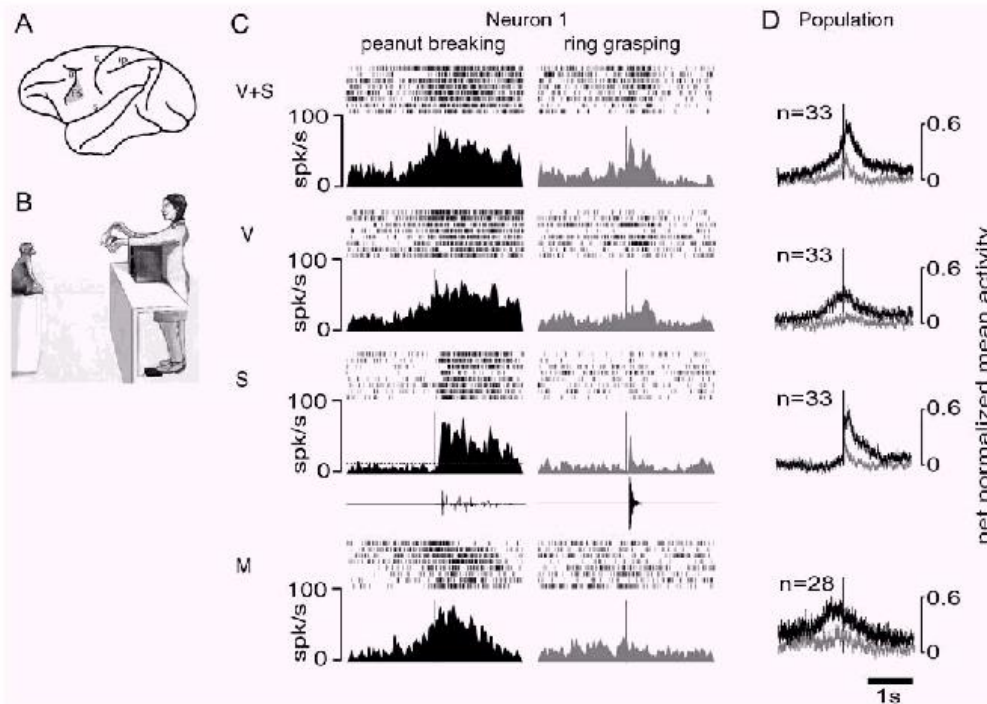 A
C
Neuron 1
D Population
peanut breaking ring grasping
V+S
100
spk/s
0
n=33
0.6
0
B
V
100
spk/s
0
n=33
0.6
0
S
100
spk/s
0
n=33
0.6
0
M
100
spk/s
0
n=28
0.6
0
net normalized mean activity
1s